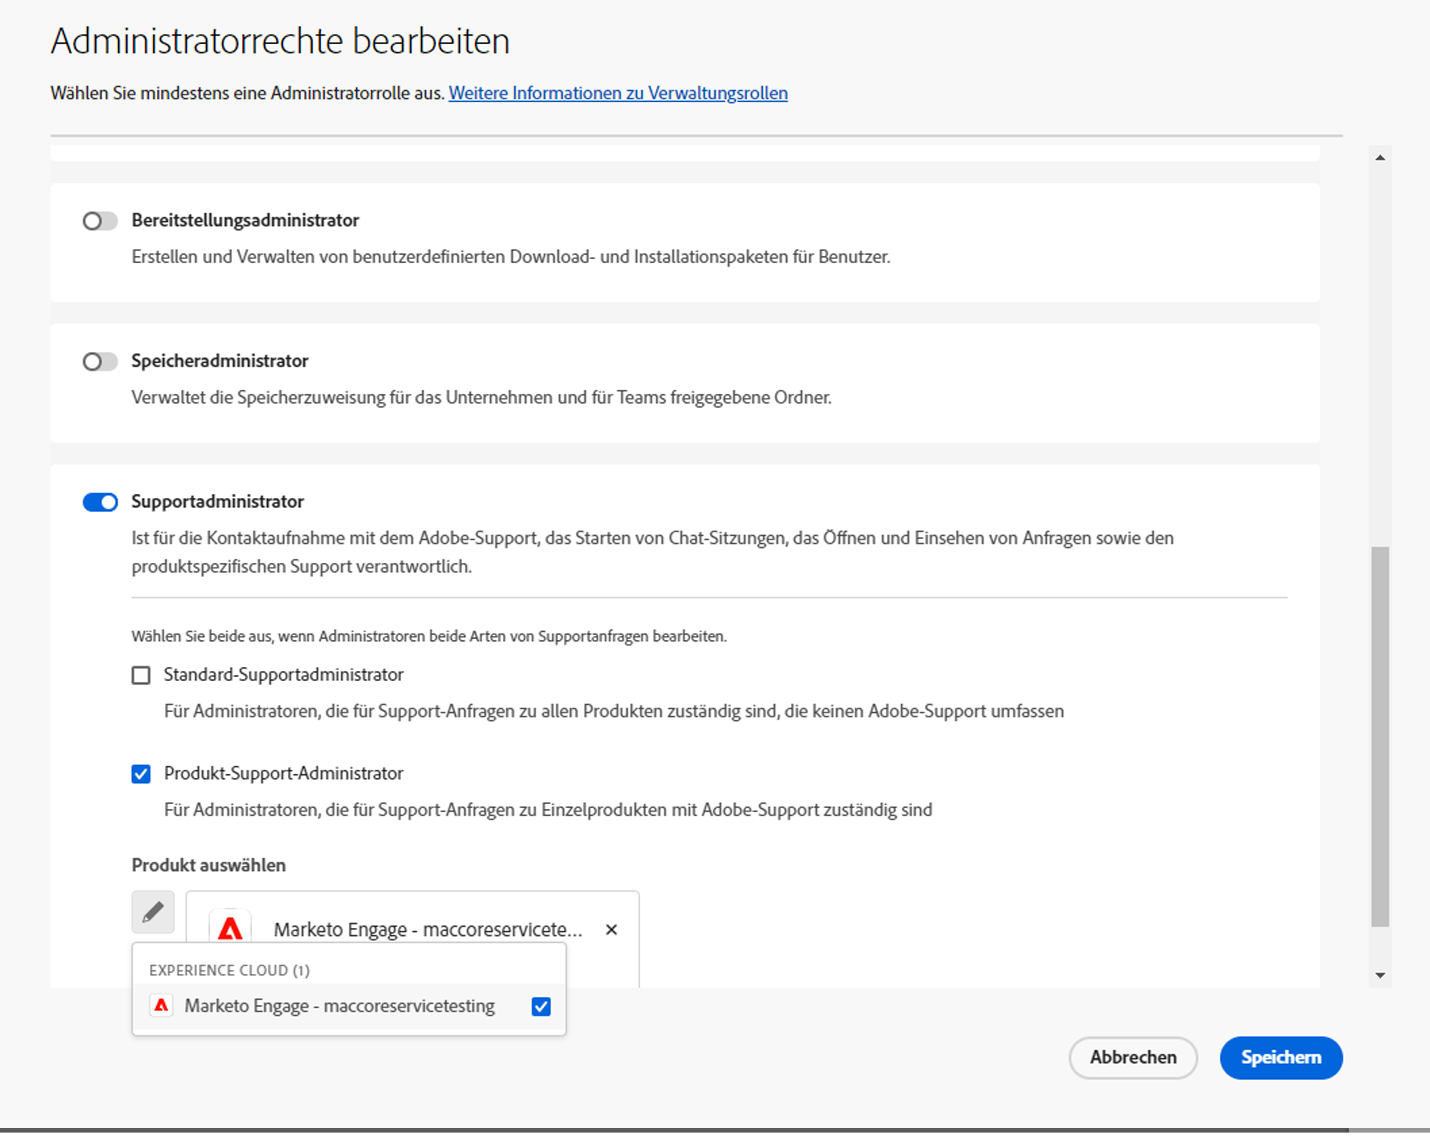 Administratorrechte bearbeiten
Wählen Sie mindestens eine Administratorrolle aus. Weitere Informationen zu Verwaltungsrollen
Bereitstellungsadministrator
Erstellen und Verwalten von benutzerdefinierten Download- und Installationspaketen für Benutzer.
Speicheradministrator
Verwaltet die Speicherzuweisung für das Unternehmen und für Teams freigegebene Ordner.
Supportadministrator
Ist für die Kontaktaufnahme mit dem Adobe-Support, das Starten von Chat-Sitzungen, das Öffnen und Einsehen von Anfragen sowie den
produktspezifischen Support verantwortlich.
Wählen Sie beide aus, wenn Administratoren beide Arten von Supportanfragen bearbeiten.
Standard-Supportadministrator
Für Administratoren, die für Support-Anfragen zu allen Produkten zuständig sind, die keinen Adobe-Support umfassen
Produkt-Support-Administrator
Für Administratoren, die für Support-Anfragen zu Einzelprodukten mit Adobe-Support zuständig sind
Produkt auswählen
Marketo Engage - maccoreservicete...
EXPERIENCE CLOUD (1)
Marketo Engage - maccoreservicetesting
Abbrechen
Speichern